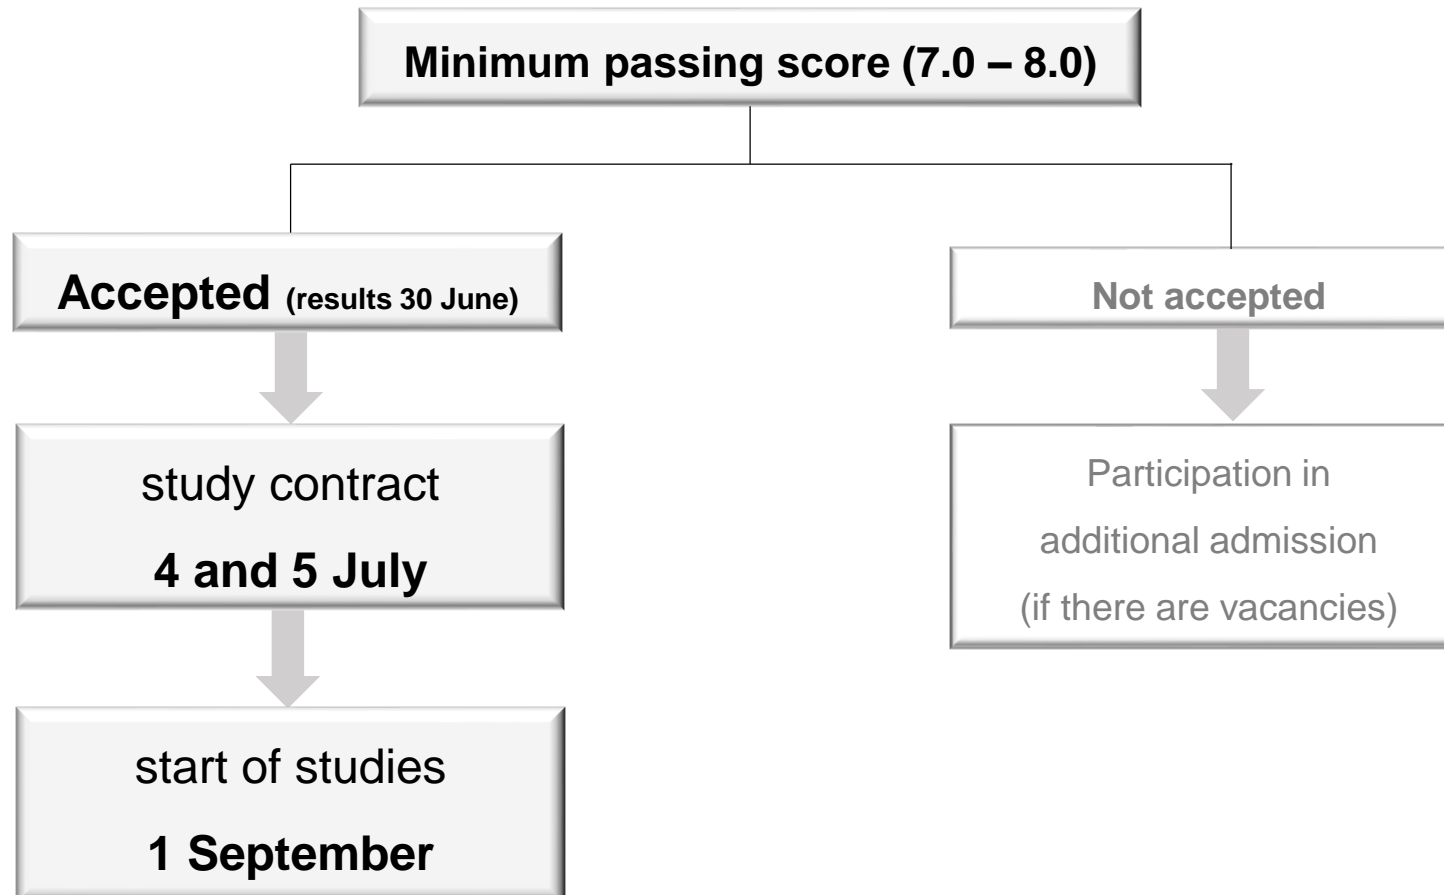 Minimum passing score (7.0 – 8.0)
Accepted (results 30 June)
Not accepted
study contract
4 and 5 July
Participation in
additional admission
(if there are vacancies)
start of studies
1 September